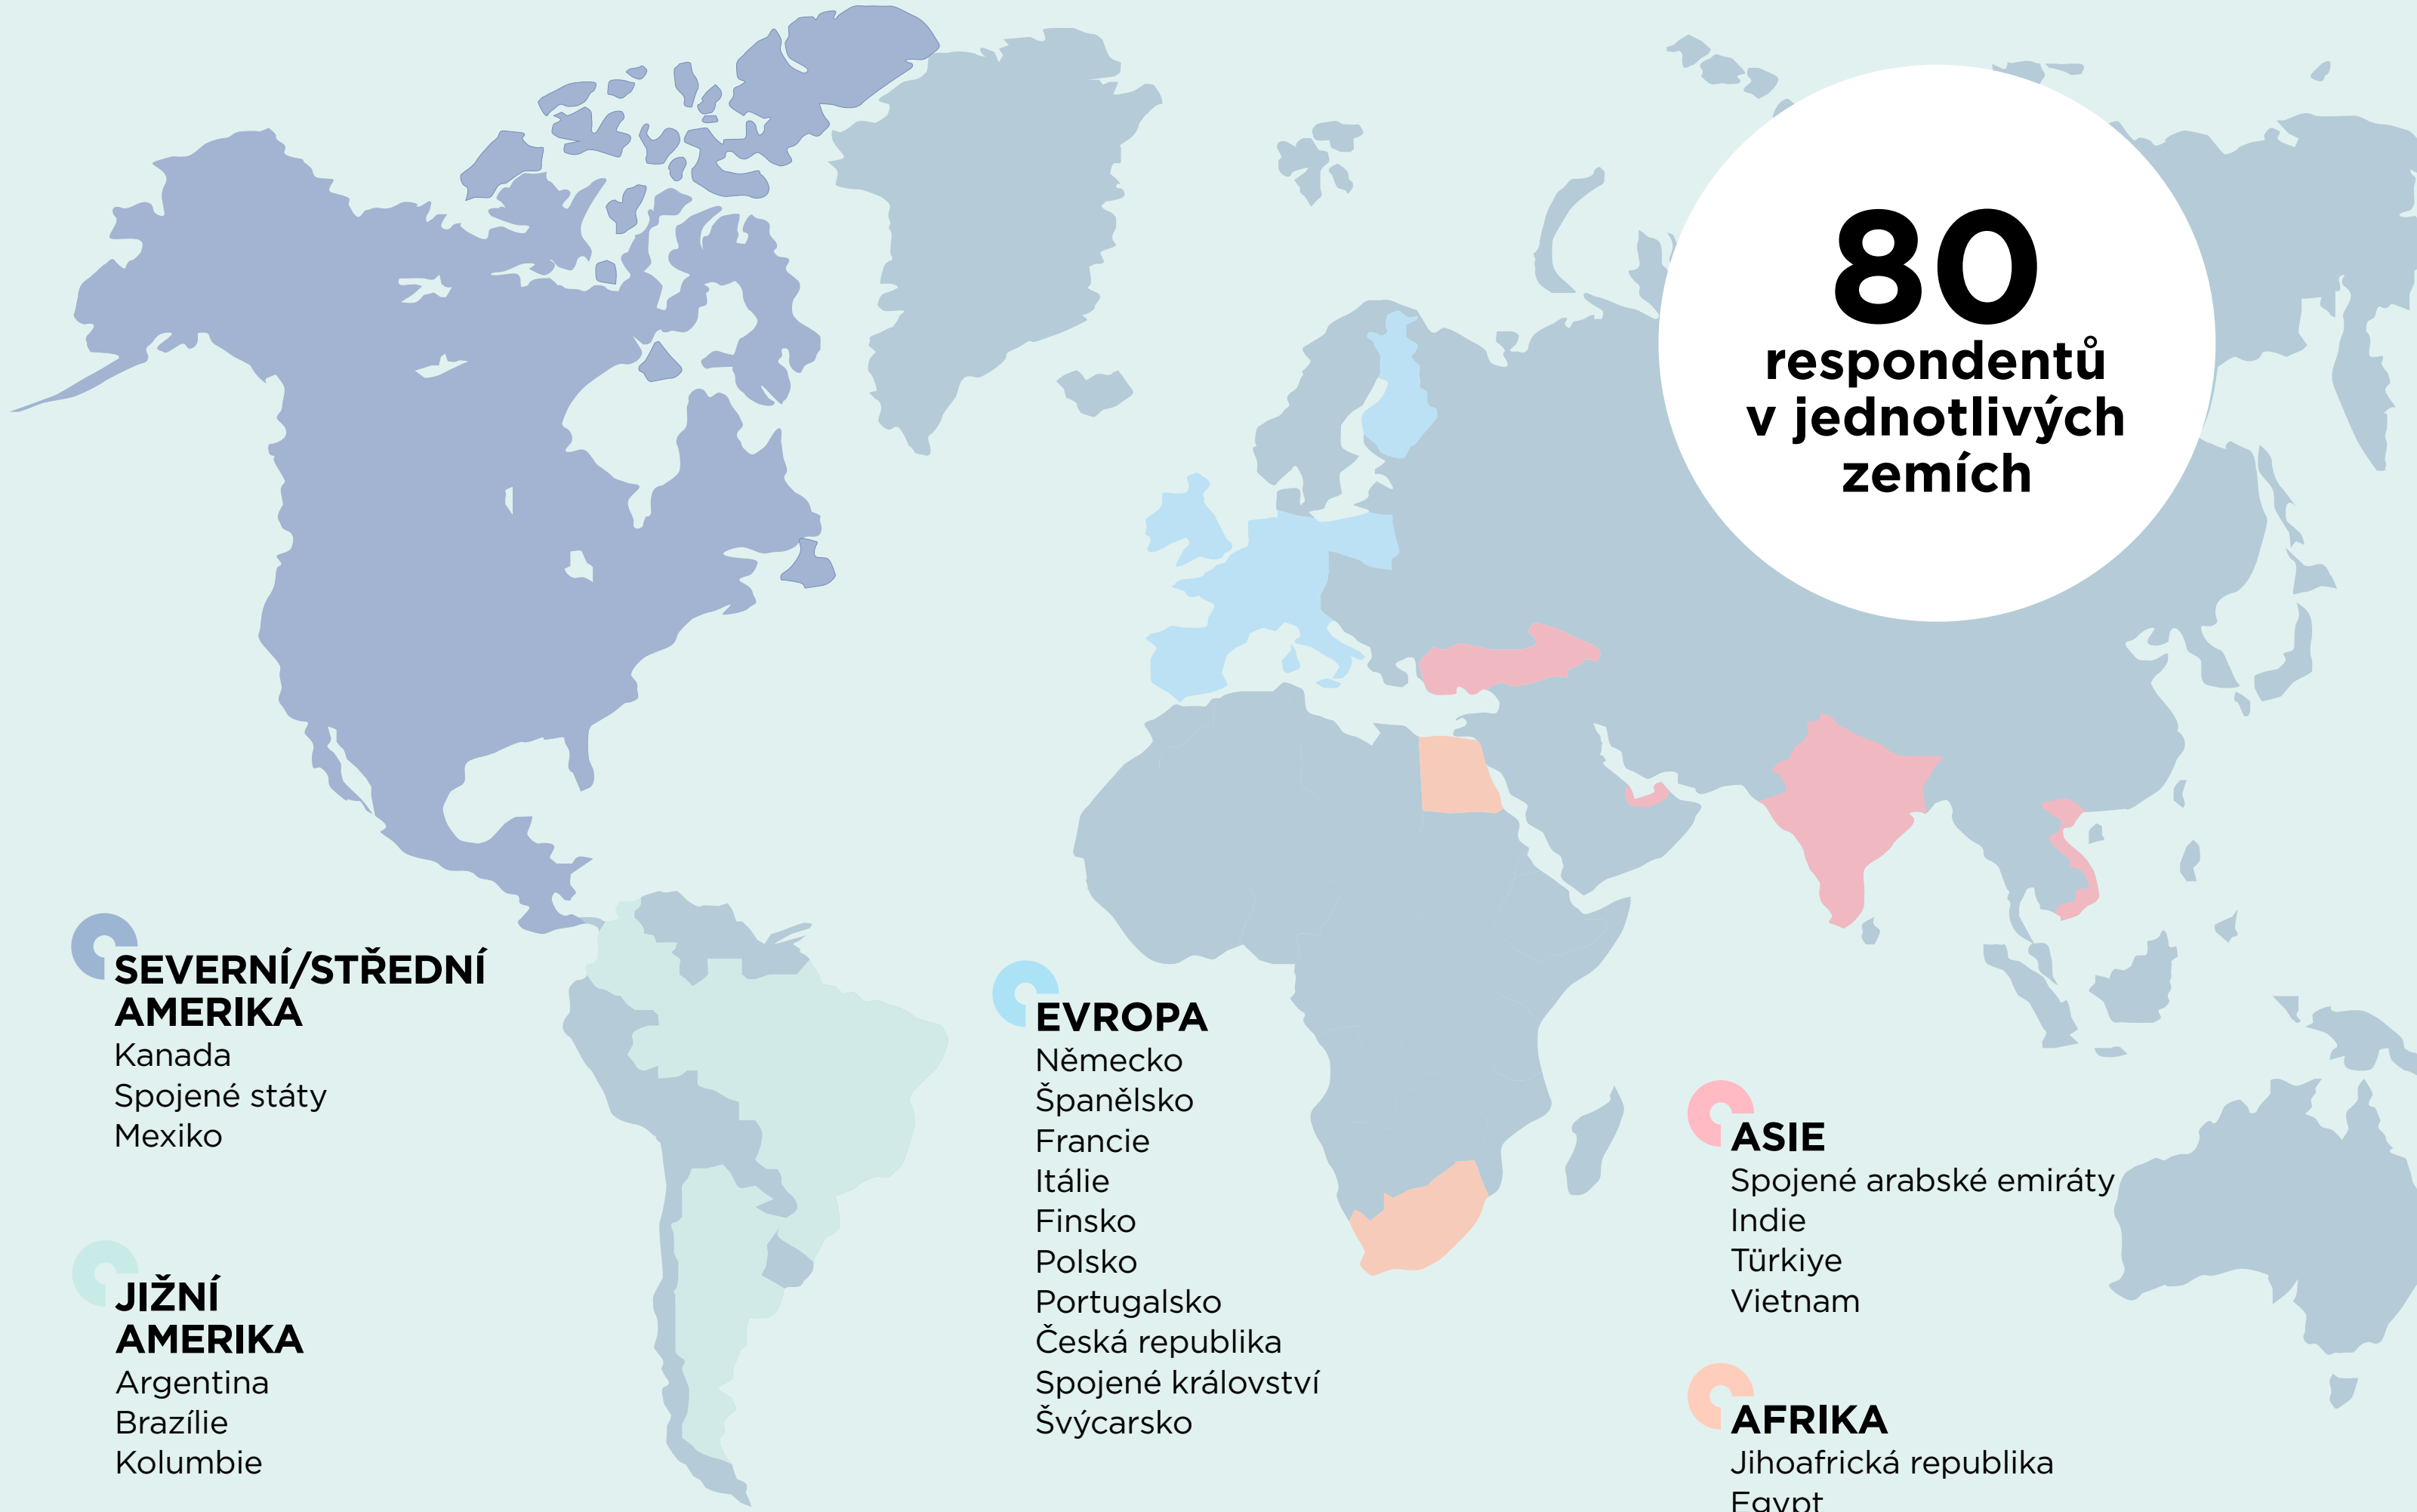 80
respondentů
v jednotlivých
zemích
SEVERNÍ/STŘEDNÍ
AMERIKA
Kanada
Spojené státy
Mexiko
JIŽNÍ
AMERIKA
Argentina
Brazílie
Kolumbie
EVROPA
Německo
Španělsko
Francie
Itálie
Finsko
Polsko
Portugalsko
Česká republika
Spojené království
Švýcarsko
ASIE
Spojené arabské emiráty
Indie
Türkiye
Vietnam
AFRIKA
Jihoafrická republika
Egypt